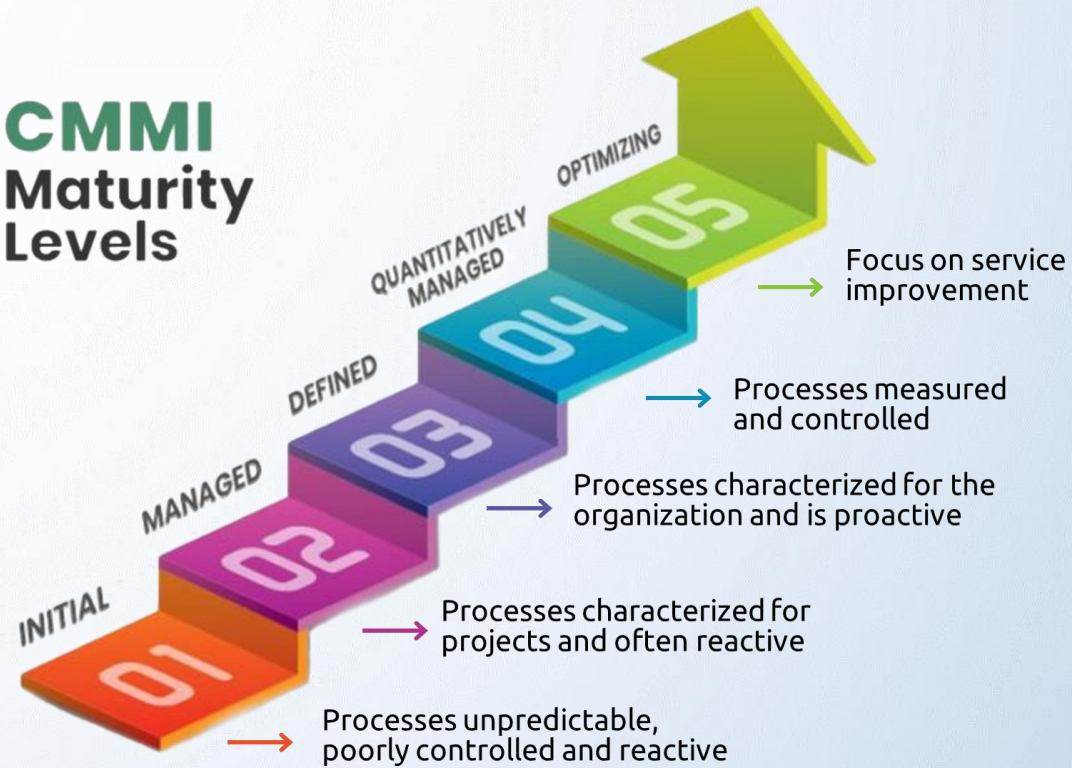 CMMI
Maturity
Levels
OPTIMIZING
05
Focus on service
improvement
QUANTITATIVELY
MANAGED
04
Processes measured
and controlled
DEFINED
03
Processes characterized for the
organization and is proactive
MANAGED
02
Processes characterized for
projects and often reactive
INITIAL
01
Processes unpredictable,
poorly controlled and reactive